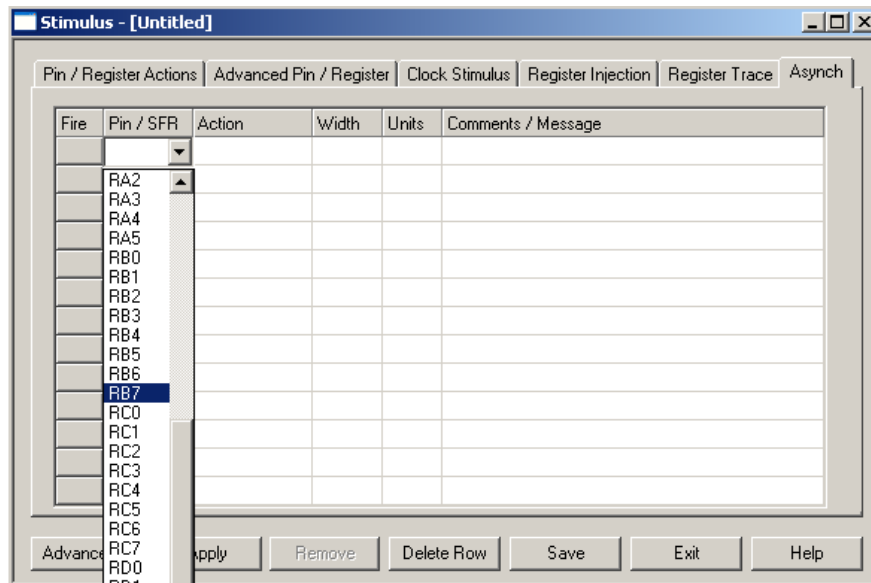 Stimulus - [Untitled]
Pin / Register Actions Advanced Pin / Register Clock Stimulus Register Injection Register Trace Asynch
Fire Pin / SFR Action Width Units Comments / Message
RA2
RA3
RA4
RA5
RB0
RB1
RB2
RB3
RB4
RB5
RB6
RB7
RC0
RC1
RC2
RC3
RC4
RC5
RC6
RC7
RD0
Advance pply Remove Delete Row Save Exit Help